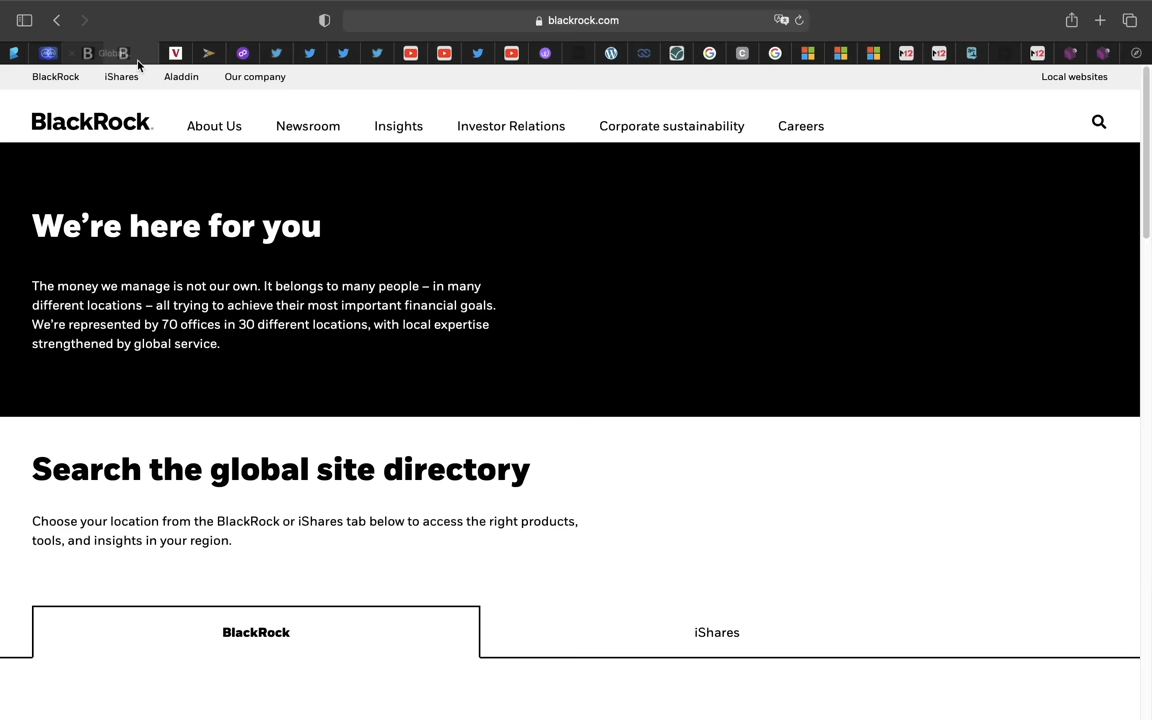 blackrock.com
Global
BlackRock
iShares
Aladdin
Our company
Local websites
BlackRock.
About Us
Newsroom
Insights
Investor Relations
Corporate sustainability
Careers
We're here for you
The money we manage is not our own. It belongs to many people – in many
different locations – all trying to achieve their most important financial goals.
We're represented by 70 offices in 30 different locations, with local expertise
strengthened by global service.
Search the global site directory
Choose your location from the BlackRock or iShares tab below to access the right products,
tools, and insights in your region.
BlackRock
iShares